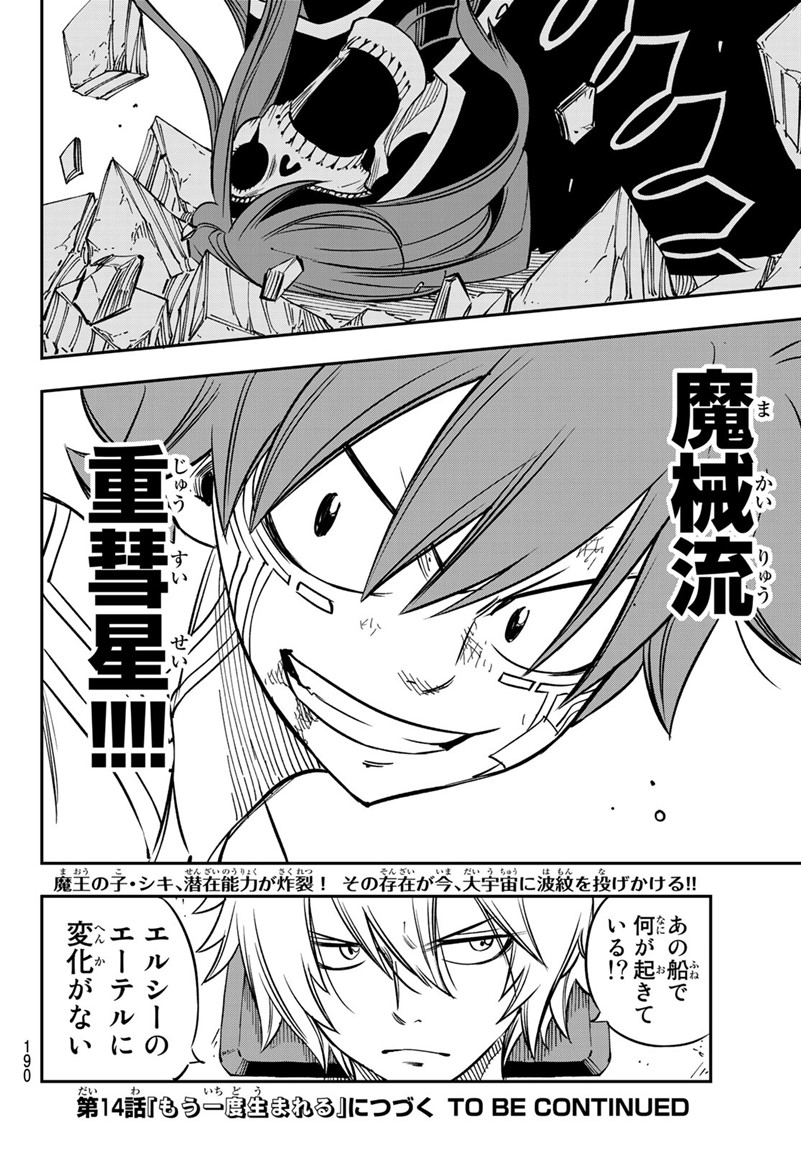 魔械流
重彗星!!!!
魔王の子・シキ、潜在能力が炸裂！ その存在が今、大宇宙に波紋を投げかける!!
あの船で
何が起きて
いる!?
エルシーの
エーテルに
変化がない
190
第14話「もう一度生まれる」につづく TO BE CONTINUED